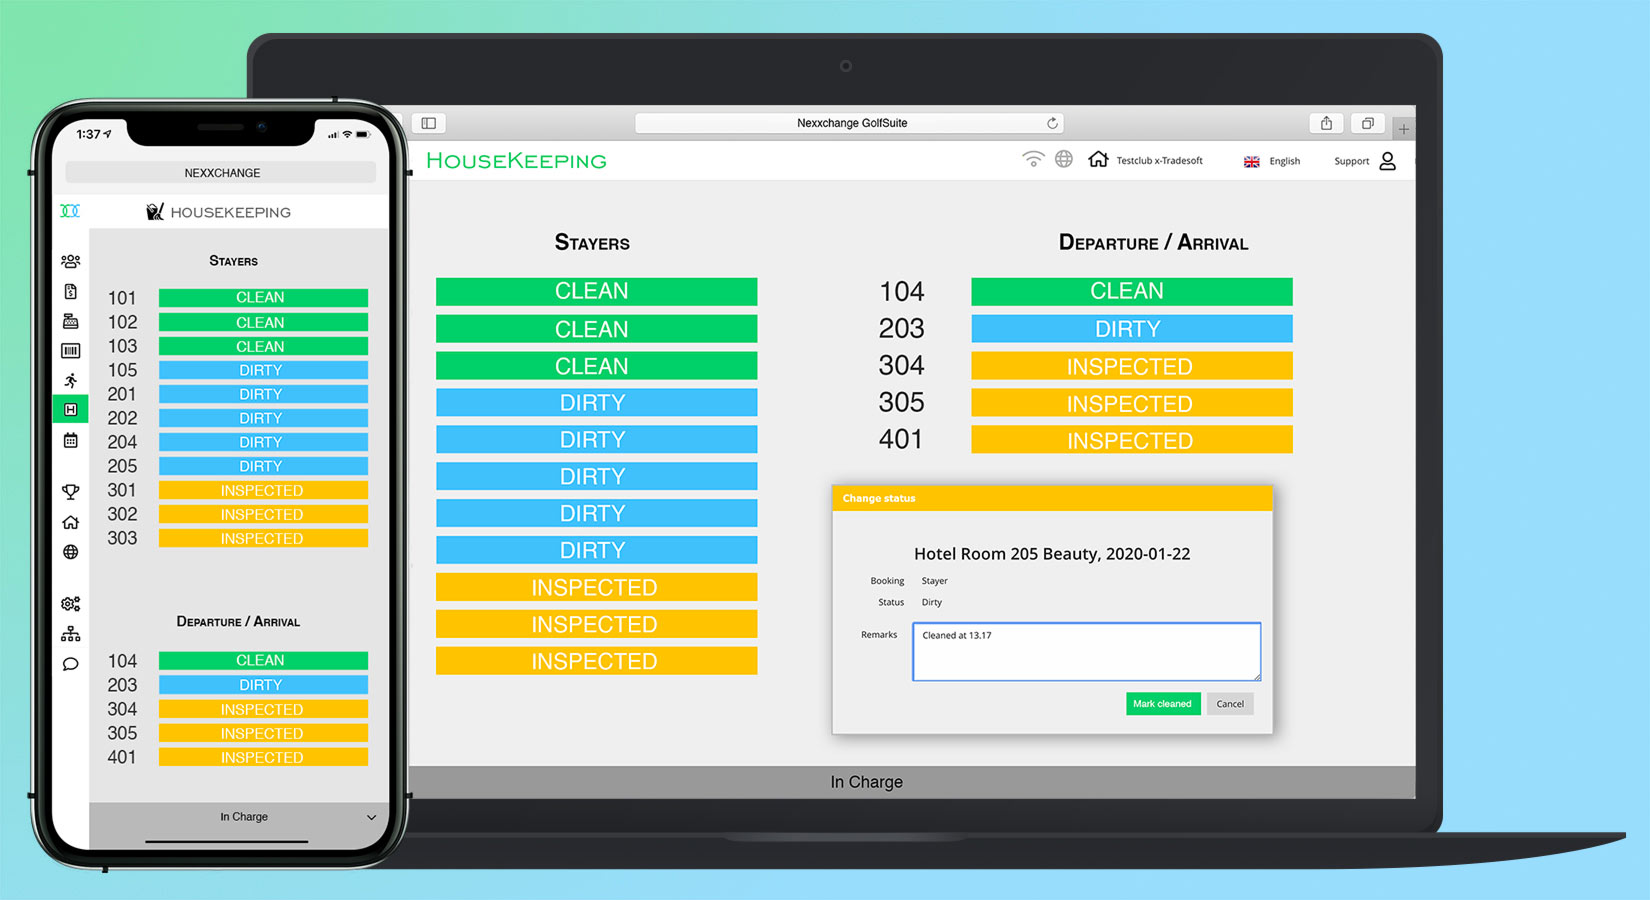 1:37
NEXXCHANGE
HOUSEKEEPING
STAYERS
101 CLEAN
102 CLEAN
103 CLEAN
105 DIRTY
201 DIRTY
202 DIRTY
204 DIRTY
205 DIRTY
301 INSPECTED
302 INSPECTED
303 INSPECTED
DEPARTURE / ARRIVAL
104 CLEAN
203 DIRTY
304 INSPECTED
305 INSPECTED
401 INSPECTED
In Charge
Nexxchange GolfSuite
HOUSEKEEPING
Testclub x-Tradesoft
English
Support
STAYERS
CLEAN
CLEAN
CLEAN
DIRTY
DIRTY
DIRTY
DIRTY
DIRTY
INSPECTED
INSPECTED
INSPECTED
DEPARTURE / ARRIVAL
104 CLEAN
203 DIRTY
304 INSPECTED
305 INSPECTED
401 INSPECTED
Change status
Hotel Room 205 Beauty, 2020-01-22
Booking Stayer
Status Dirty
Remarks Cleaned at 13.17
Mark cleaned Cancel
In Charge